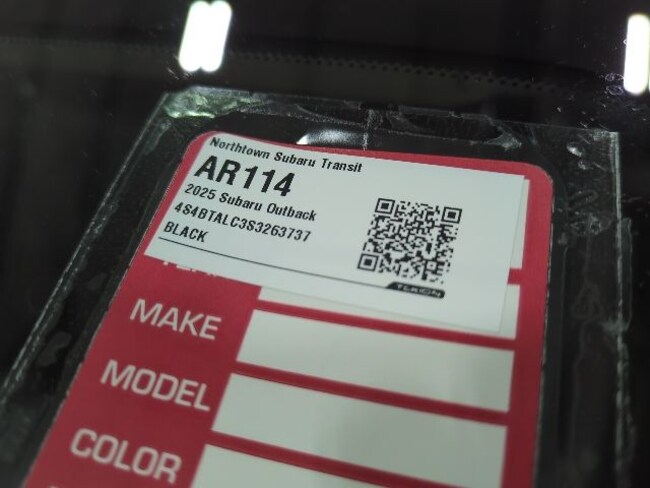 Northtown Subaru Transit
AR114
2025 Subaru Outback
4S4BTALC3S3263737
BLACK
TEKION
MAKE
MODEL
COLOR